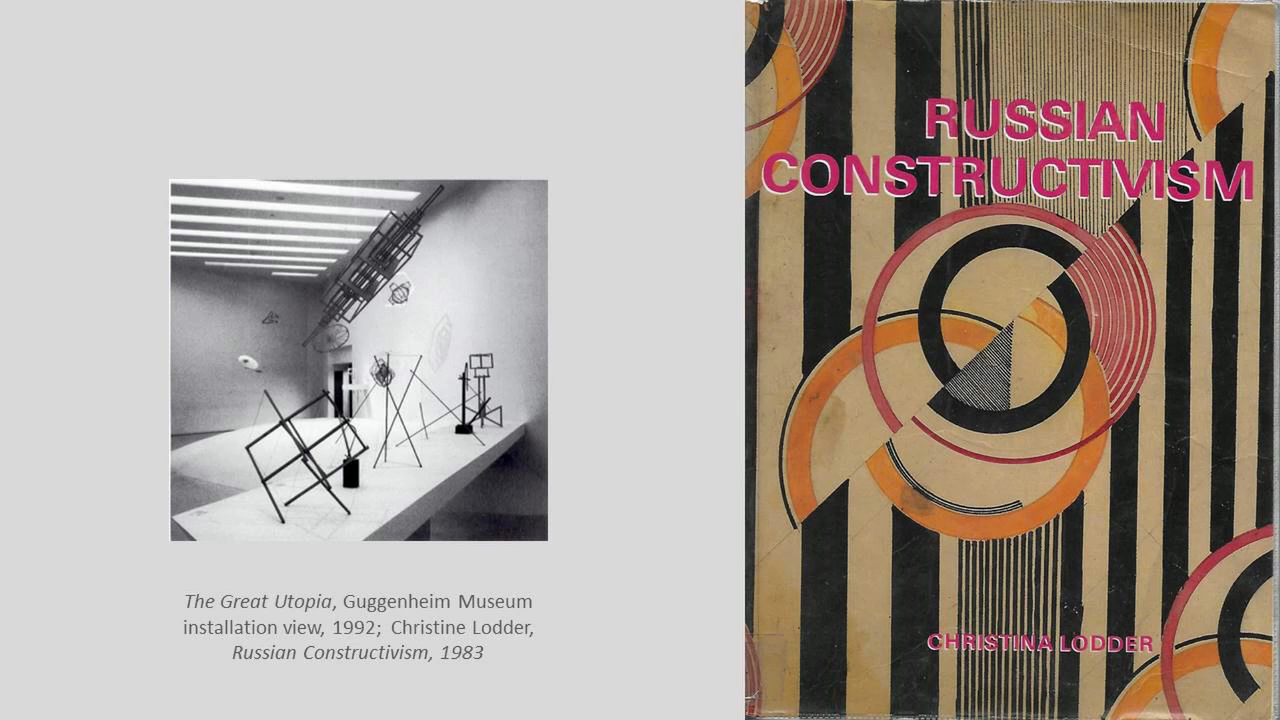 The Great Utopia, Guggenheim Museum
installation view, 1992; Christine Lodder,
Russian Constructivism, 1983
RUSSIAN
CONSTRUCTIVISM
CHRISTINA LODDER